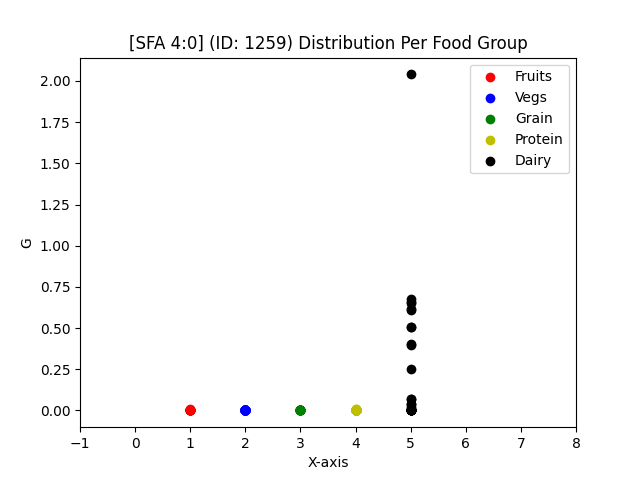 [SFA 4:0] (ID: 1259) Distribution Per Food Group
Fruits
Vegs
Grain
Protein
Dairy
G
2.00
1.75
1.50
1.25
1.00
0.75
0.50
0.25
0.00
−1 0 1 2 3 4 5 6 7 8
X-axis